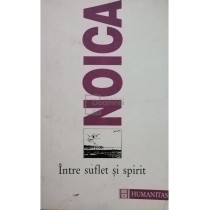 NOICA
Între suflet și spirit
HUMANITAS